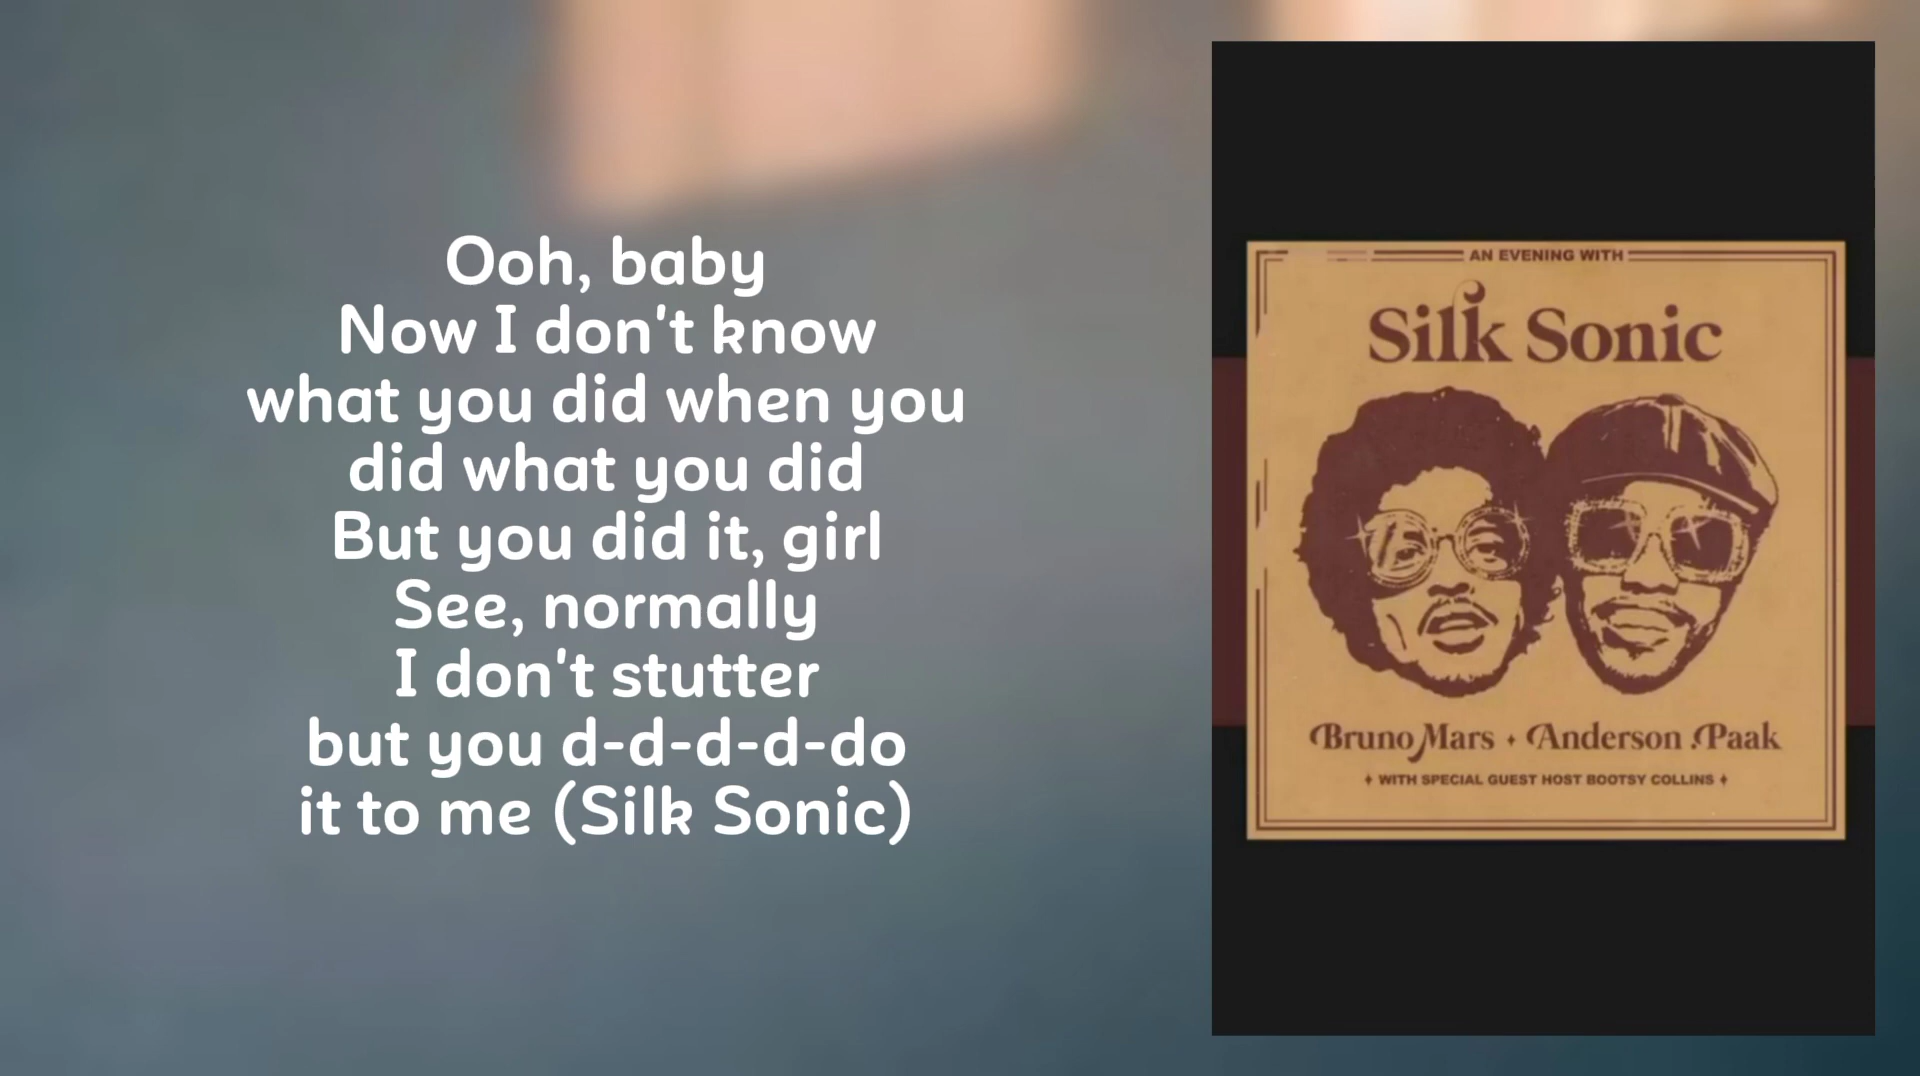 Ooh, baby
Now I don't know
what you did when you
did what you did
But you did it, girl
See, normally
I don't stutter
but you d-d-d-d-do
it to me (Silk Sonic)
AN EVENING WITH
Silk Sonic
Bruno Mars + Anderson .Paak
WITH SPECIAL GUEST HOST BOOTSY COLLINS